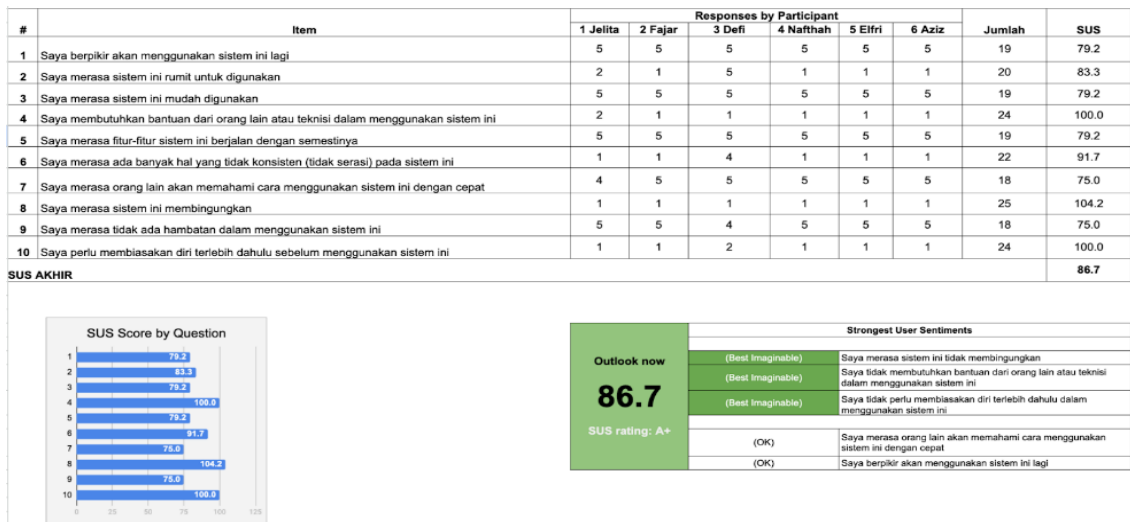 Responses by Participant
# Item 1 Jelita 2 Fajar 3 Defi 4 Nafthah 5 Elfri 6 Aziz Jumlah SUS
1 Saya berpikir akan menggunakan sistem ini lagi 5 5 5 5 5 5 19 79.2
2 Saya merasa sistem ini rumit untuk digunakan 2 1 5 1 1 1 20 83.3
3 Saya merasa sistem ini mudah digunakan 5 5 5 5 5 5 19 79.2
4 Saya membutuhkan bantuan dari orang lain atau teknisi dalam menggunakan sistem ini 2 1 1 1 1 1 24 100.0
5 Saya merasa fitur-fitur sistem ini berjalan dengan semestinya 5 5 5 5 5 5 19 79.2
6 Saya merasa ada banyak hal yang tidak konsisten (tidak serasi) pada sistem ini 1 1 4 1 1 1 22 91.7
7 Saya merasa orang lain akan memahami cara menggunakan sistem ini dengan cepat 4 5 5 5 5 5 18 75.0
8 Saya merasa sistem ini membingungkan 1 1 1 1 1 1 25 104.2
9 Saya merasa tidak ada hambatan dalam menggunakan sistem ini 5 5 4 5 5 5 18 75.0
10 Saya perlu membiasakan diri terlebih dahulu sebelum menggunakan sistem ini 1 1 2 1 1 1 24 100.0
SUS AKHIR 86.7
SUS Score by Question
1 79.2
2 83.3
3 79.2
4 100.0
5 79.2
6 91.7
7 75.0
8 104.2
9 75.0
10 100.0
0 25 50 75 100 125
Outlook now
86.7
SUS rating: A+
Strongest User Sentiments
(Best Imaginable) Saya merasa sistem ini tidak membingungkan
(Best Imaginable) Saya tidak membutuhkan bantuan dari orang lain atau teknisi
dalam menggunakan sistem ini
(Best Imaginable) Saya tidak perlu membiasakan diri terlebih dahulu dalam
menggunakan sistem ini
(OK) Saya merasa orang lain akan memahami cara menggunakan
sistem ini dengan cepat
(OK) Saya berpikir akan menggunakan sistem ini lagi